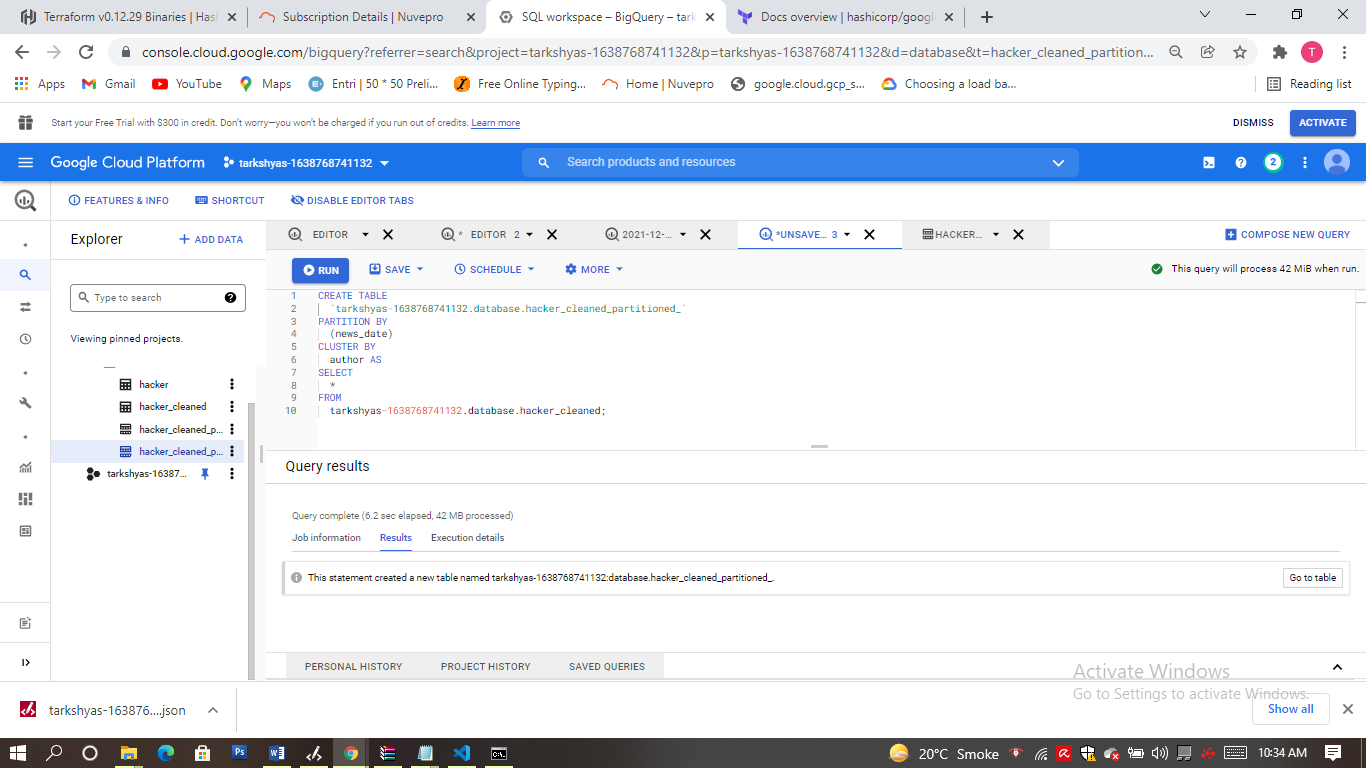 Terraform v0.12.29 Binaries | Hash
Subscription Details | Nuvepro
SQL workspace – BigQuery – tark
Docs overview | hashicorp/google
console.cloud.google.com/bigquery?referrer=search&project=tarkshyas-1638768741132&p=tarkshyas-1638768741132&d=database&t=hacker_cleaned_partition...
T
Apps
Gmail
YouTube
Maps
Entri | 50 * 50 Preli...
Free Online Typing...
Home | Nuvepro
google.cloud.gcp_s...
Choosing a load ba...
Reading list
Start your Free Trial with $300 in credit. Don't worry—you won't be charged if you run out of credits. Learn more
DISMISS
ACTIVATE
Google Cloud Platform
tarkshyas-1638768741132
Search products and resources
2
FEATURES & INFO
SHORTCUT
DISABLE EDITOR TABS
Explorer
+ ADD DATA
EDITOR
* EDITOR 2
2021-12-...
*UNSAVE... 3
HACKER...
COMPOSE NEW QUERY
RUN
SAVE
SCHEDULE
MORE
This query will process 42 MiB when run.
Type to search
Viewing pinned projects.
hacker
hacker_cleaned
hacker_cleaned_p...
hacker_cleaned_p...
tarkshyas-16387...
1 CREATE TABLE
2 `tarkshyas-1638768741132.database.hacker_cleaned_partitioned_`
3 PARTITION BY
4 (news_date)
5 CLUSTER BY
6 author AS
7 SELECT
8 *
9 FROM
10 tarkshyas-1638768741132.database.hacker_cleaned;
Query results
Query complete (6.2 sec elapsed, 42 MB processed)
Job information
Results
Execution details
This statement created a new table named tarkshyas-1638768741132:database.hacker_cleaned_partitioned_.
Go to table
PERSONAL HISTORY
PROJECT HISTORY
SAVED QUERIES
Activate Windows
Go to Settings to activate Windows.
tarkshyas-163876....json
Show all
20°C Smoke
10:34 AM